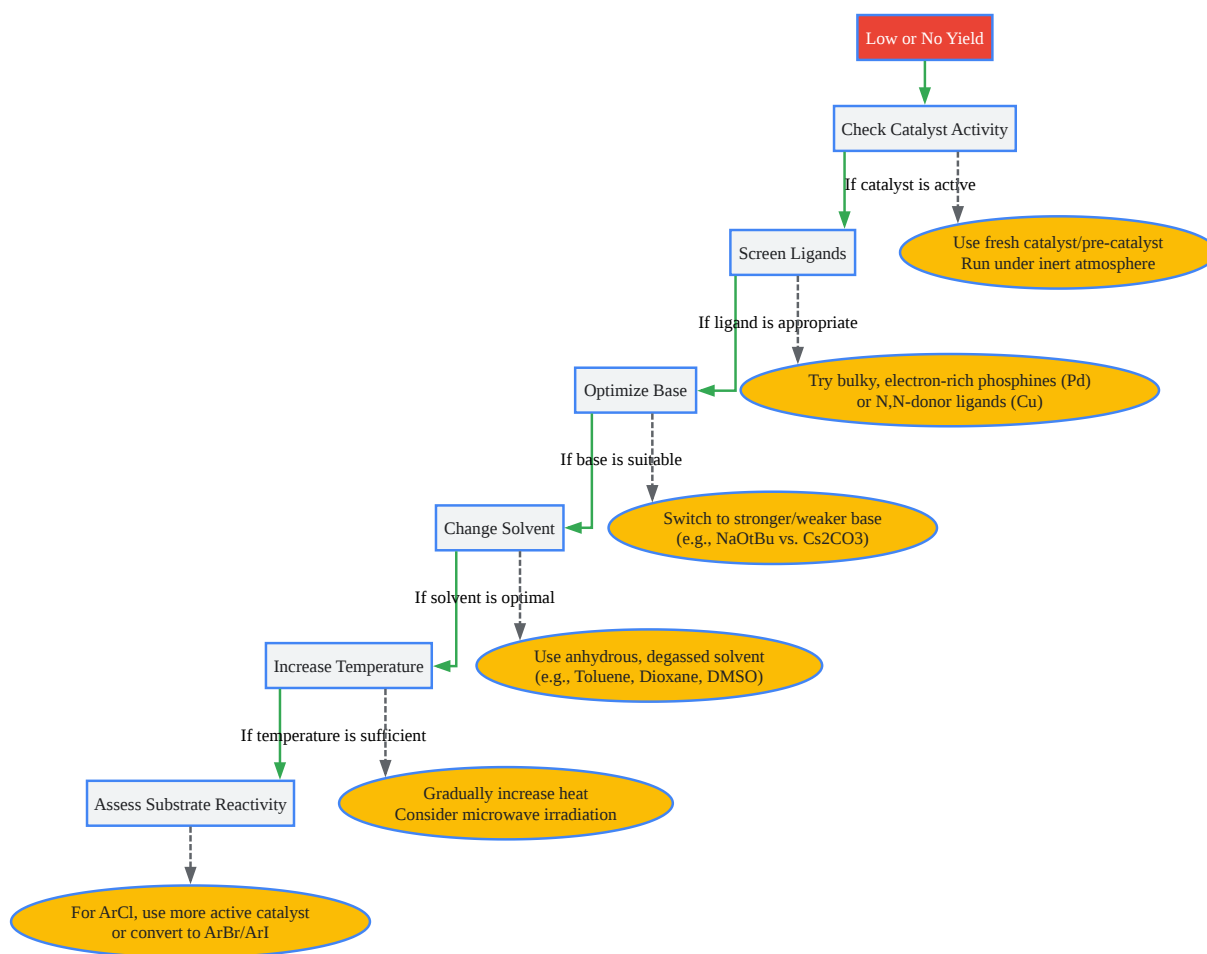 Low or No Yield
Check Catalyst Activity
If catalyst is active
Use fresh catalyst/pre-catalyst
Run under inert atmosphere
Screen Ligands
If ligand is appropriate
Try bulky, electron-rich phosphines (Pd)
or N,N-donor ligands (Cu)
Optimize Base
If base is suitable
Switch to stronger/weaker base
(e.g., NaOtBu vs. Cs2CO3)
Change Solvent
If solvent is optimal
Use anhydrous, degassed solvent
(e.g., Toluene, Dioxane, DMSO)
Increase Temperature
If temperature is sufficient
Gradually increase heat
Consider microwave irradiation
Assess Substrate Reactivity
For ArCl, use more active catalyst
or convert to ArBr/ArI